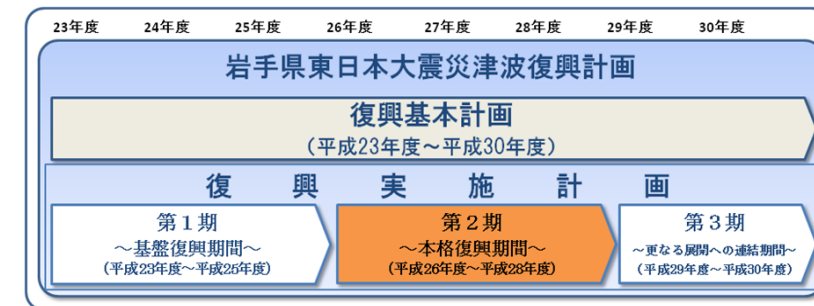 23年度 24年度 25年度 26年度 27年度 28年度 29年度 30年度
岩手県東日本大震災津波復興計画
復興基本計画
（平成23年度～平成30年度）
復興実施計画
第１期
～基盤復興期間～
（平成23年度～平成25年度）
第２期
～本格復興期間～
（平成26年度～平成28年度）
第３期
～更なる展開への連結期間～
（平成29年度～平成30年度）